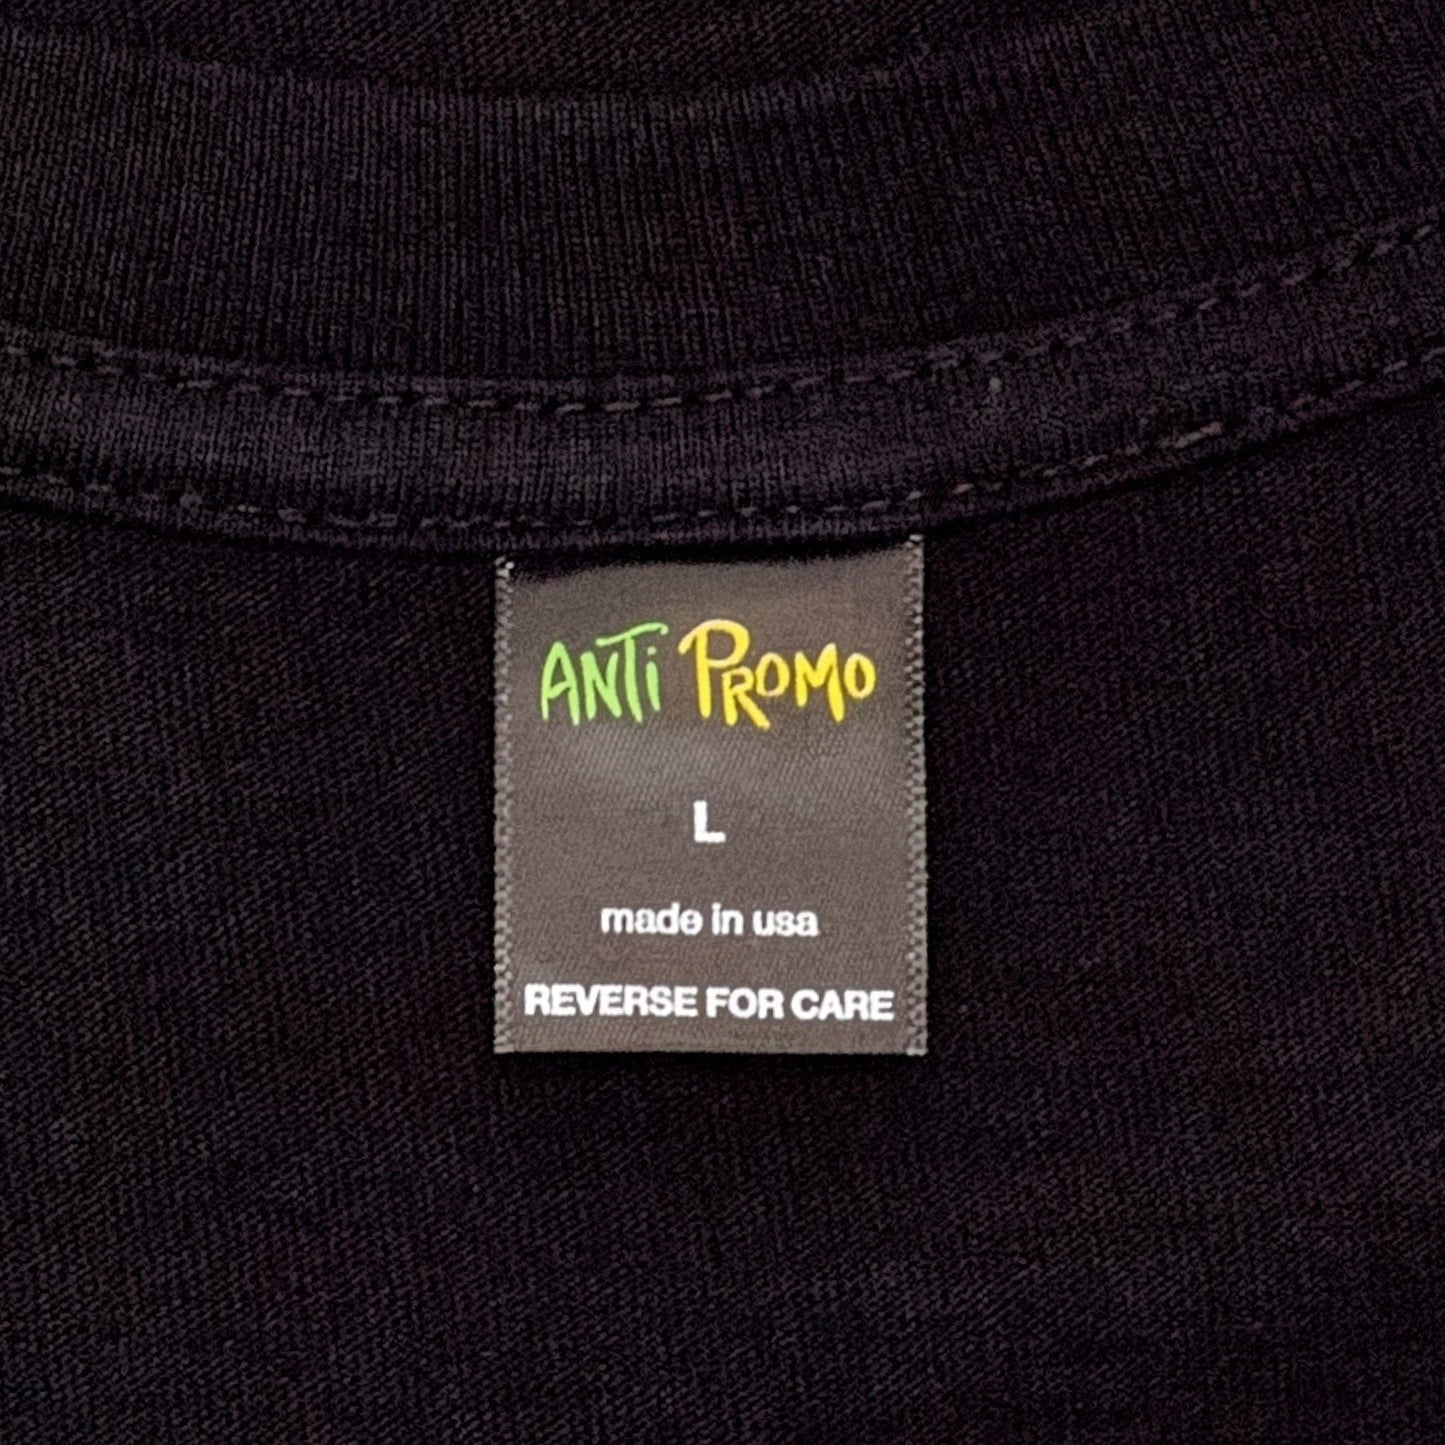 ANTi PROMO
L
made in usa
REVERSE FOR CARE